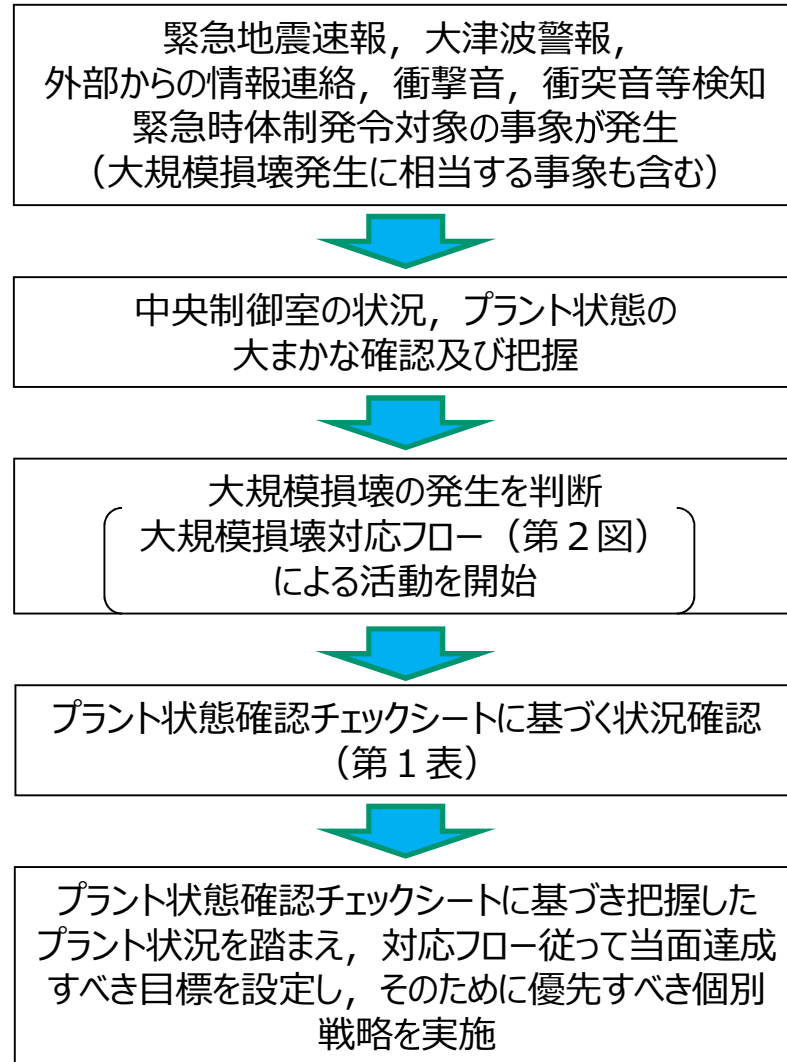 緊急地震速報，大津波警報，
外部からの情報連絡，衝撃音，衝突音等検知
緊急時体制発令対象の事象が発生
（大規模損壊発生に相当する事象も含む）
中央制御室の状況，プラント状態の
大まかな確認及び把握
大規模損壊の発生を判断
大規模損壊対応フロー（第２図）
による活動を開始
プラント状態確認チェックシートに基づく状況確認
（第１表）
プラント状態確認チェックシートに基づき把握した
プラント状況を踏まえ，対応フロー従って当面達成
すべき目標を設定し，そのために優先すべき個別
戦略を実施